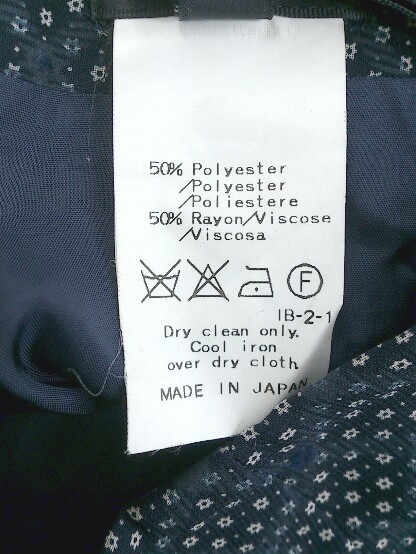 50% Polyester
/Polyester
/Poliestere
50% Rayon/Viscose
/Viscosa
F
IB-2-1
Dry clean only.
Cool iron
over dry cloth
MADE IN JAPAN